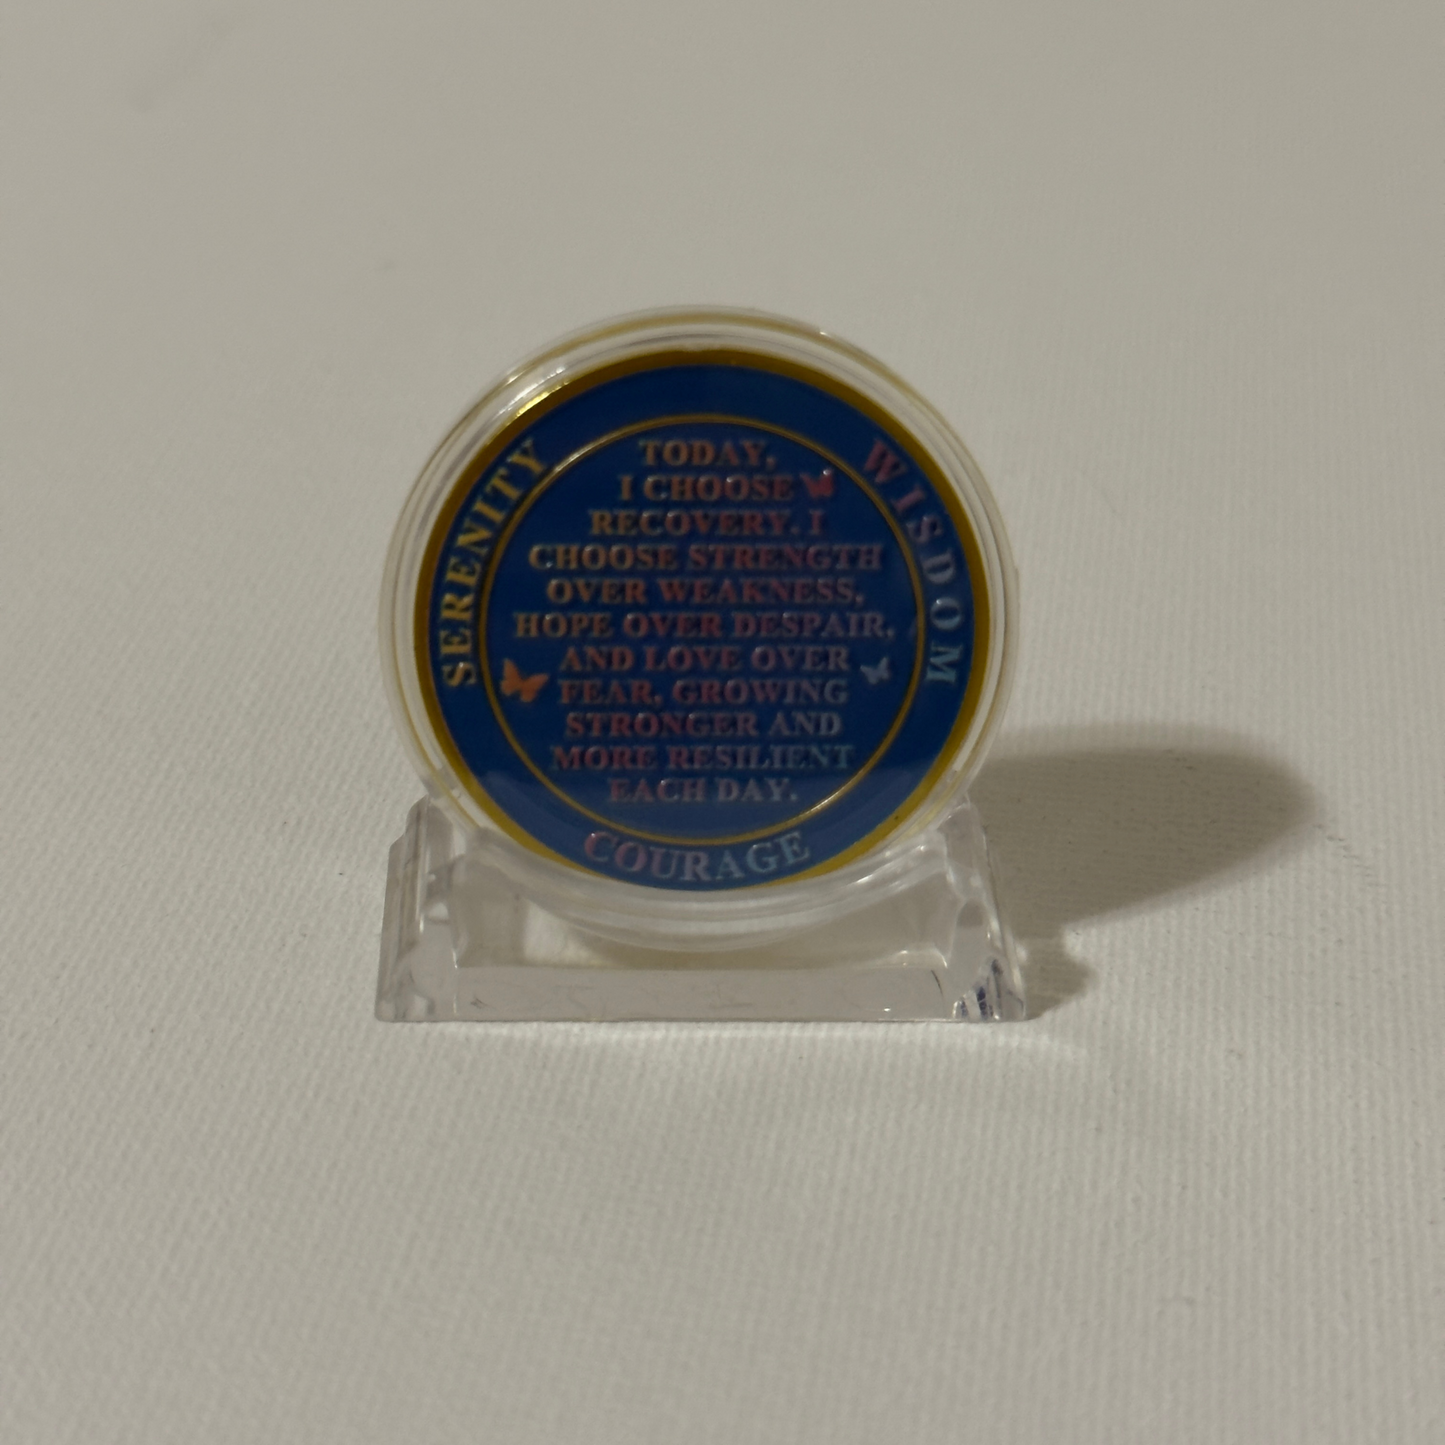 SERENITY
WISDOM
TODAY,
I CHOOSE
RECOVERY. I
CHOOSE STRENGTH
OVER WEAKNESS,
HOPE OVER DESPAIR,
AND LOVE OVER
FEAR, GROWING
STRONGER AND
MORE RESILIENT
EACH DAY.
COURAGE